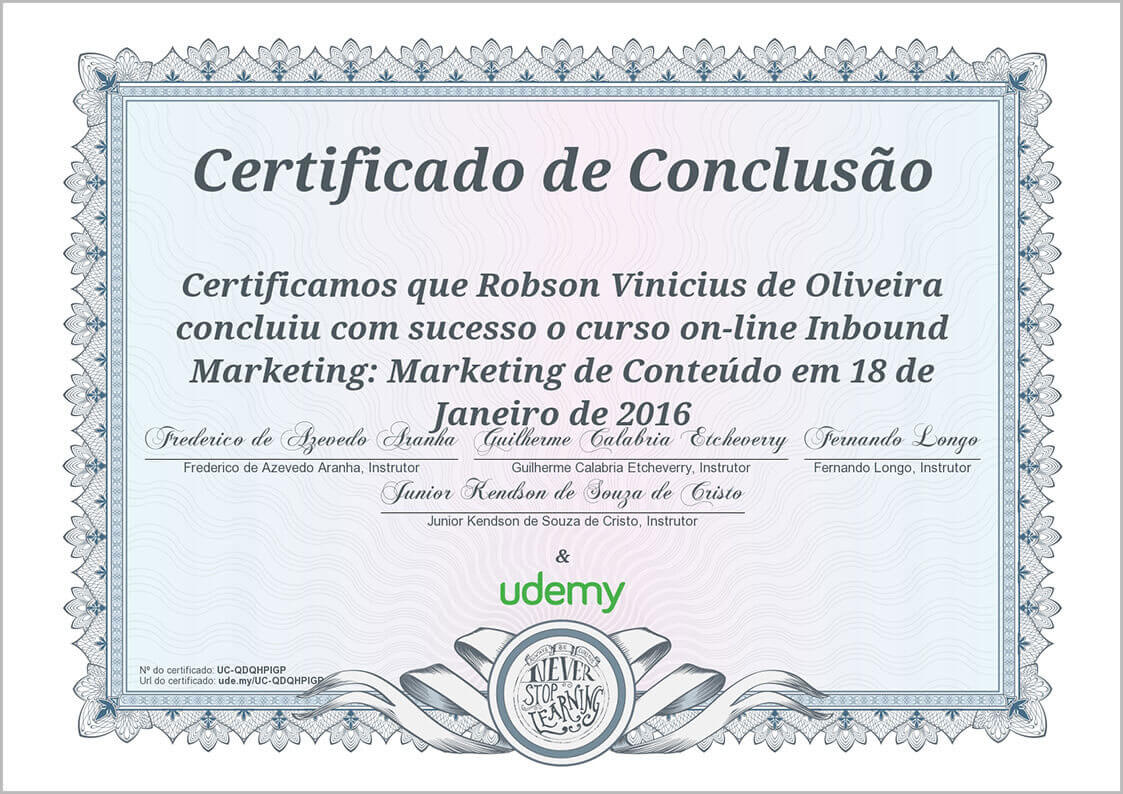 Certificado de Conclusão
Certificamos que Robson Vinicius de Oliveira
concluiu com sucesso o curso on-line Inbound
Marketing: Marketing de Conteúdo em 18 de
Janeiro de 2016
Frederico de Azevedo Aranha Guilherme Calabria Etcheverry Fernando Longo
Frederico de Azevedo Aranha, Instrutor Guilherme Calabria Etcheverry, Instrutor Fernando Longo, Instrutor
Junior Kendson de Souza de Cristo
Junior Kendson de Souza de Cristo, Instrutor
&
udemy
NEVER
STOP
LEARNING
Nº do certificado: UC-QDQHPIGP
Url do certificado: ude.my/UC-QDQHPIGP